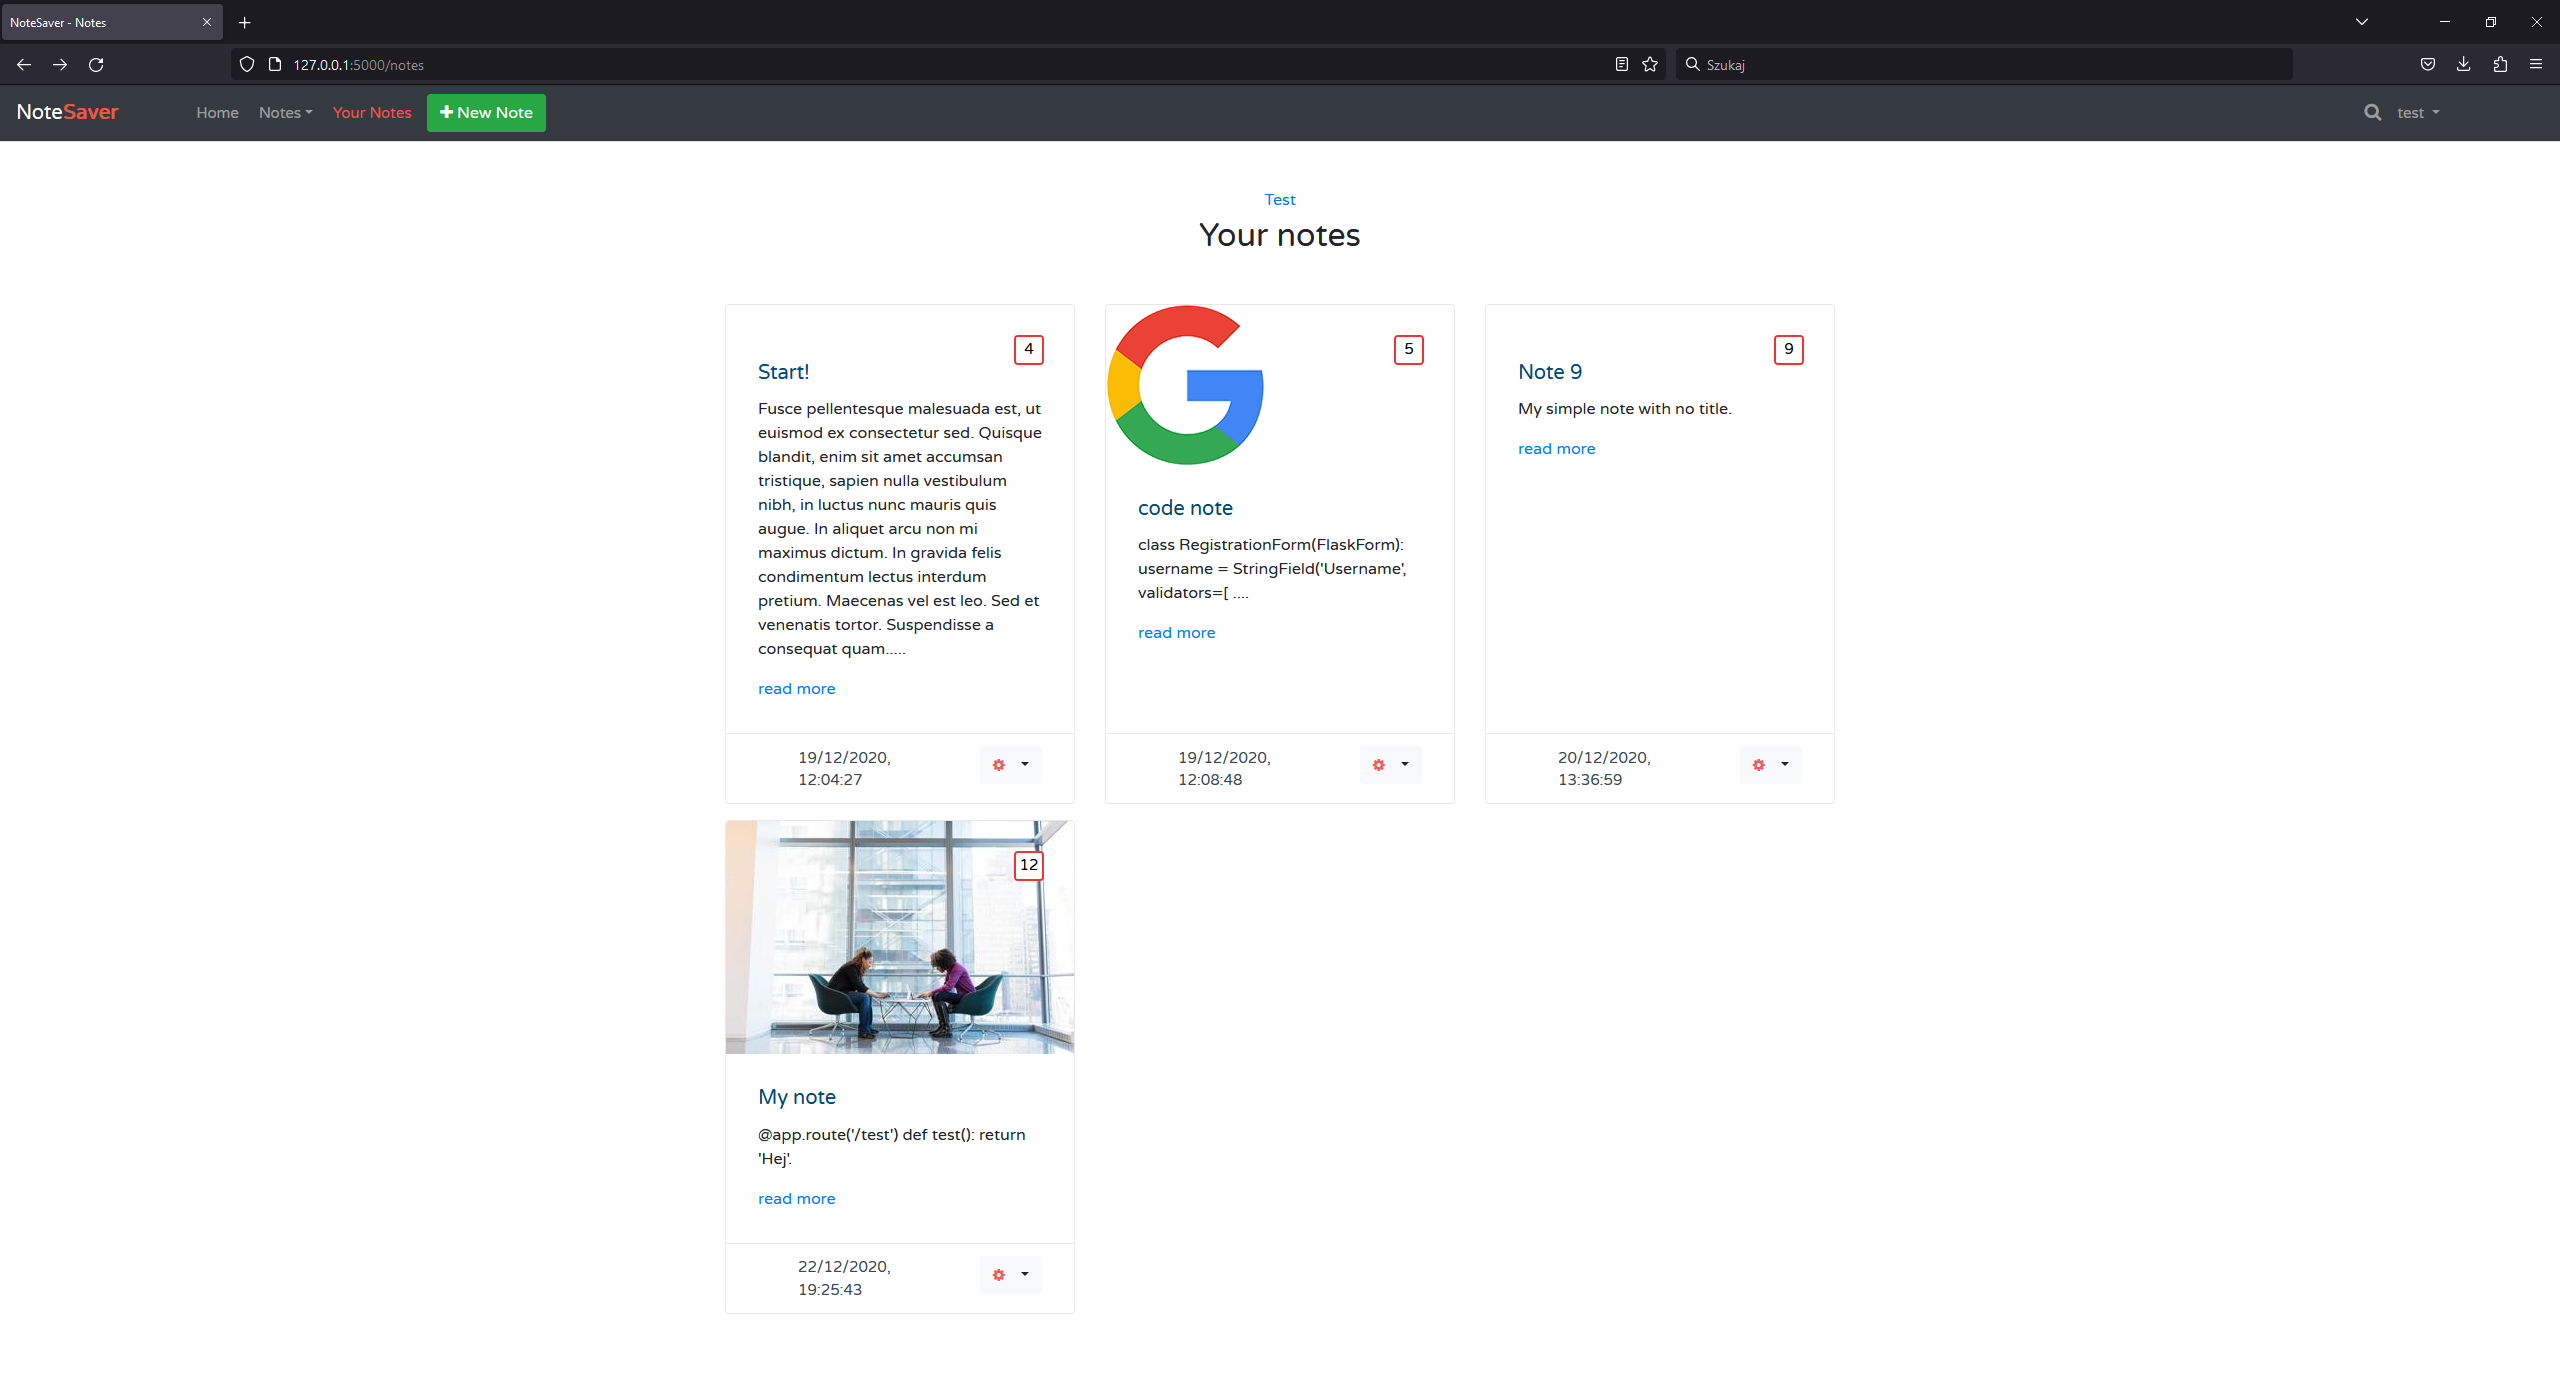 NoteSaver - Notes
127.0.0.1:5000/notes
Szukaj
NoteSaver
Home
Notes
Your Notes
New Note
test
Test
Your notes
4
Start!
Fusce pellentesque malesuada est, ut
euismod ex consectetur sed. Quisque
blandit, enim sit amet accumsan
tristique, sapien nulla vestibulum
nibh, in luctus nunc mauris quis
augue. In aliquet arcu non mi
maximus dictum. In gravida felis
condimentum lectus interdum
pretium. Maecenas vel est leo. Sed et
venenatis tortor. Suspendisse a
consequat quam.....
read more
19/12/2020,
12:04:27
5
code note
class RegistrationForm(FlaskForm):
username = StringField('Username',
validators=[ ....
read more
19/12/2020,
12:08:48
9
Note 9
My simple note with no title.
read more
20/12/2020,
13:36:59
12
My note
@app.route('/test') def test(): return
'Hej'.
read more
22/12/2020,
19:25:43